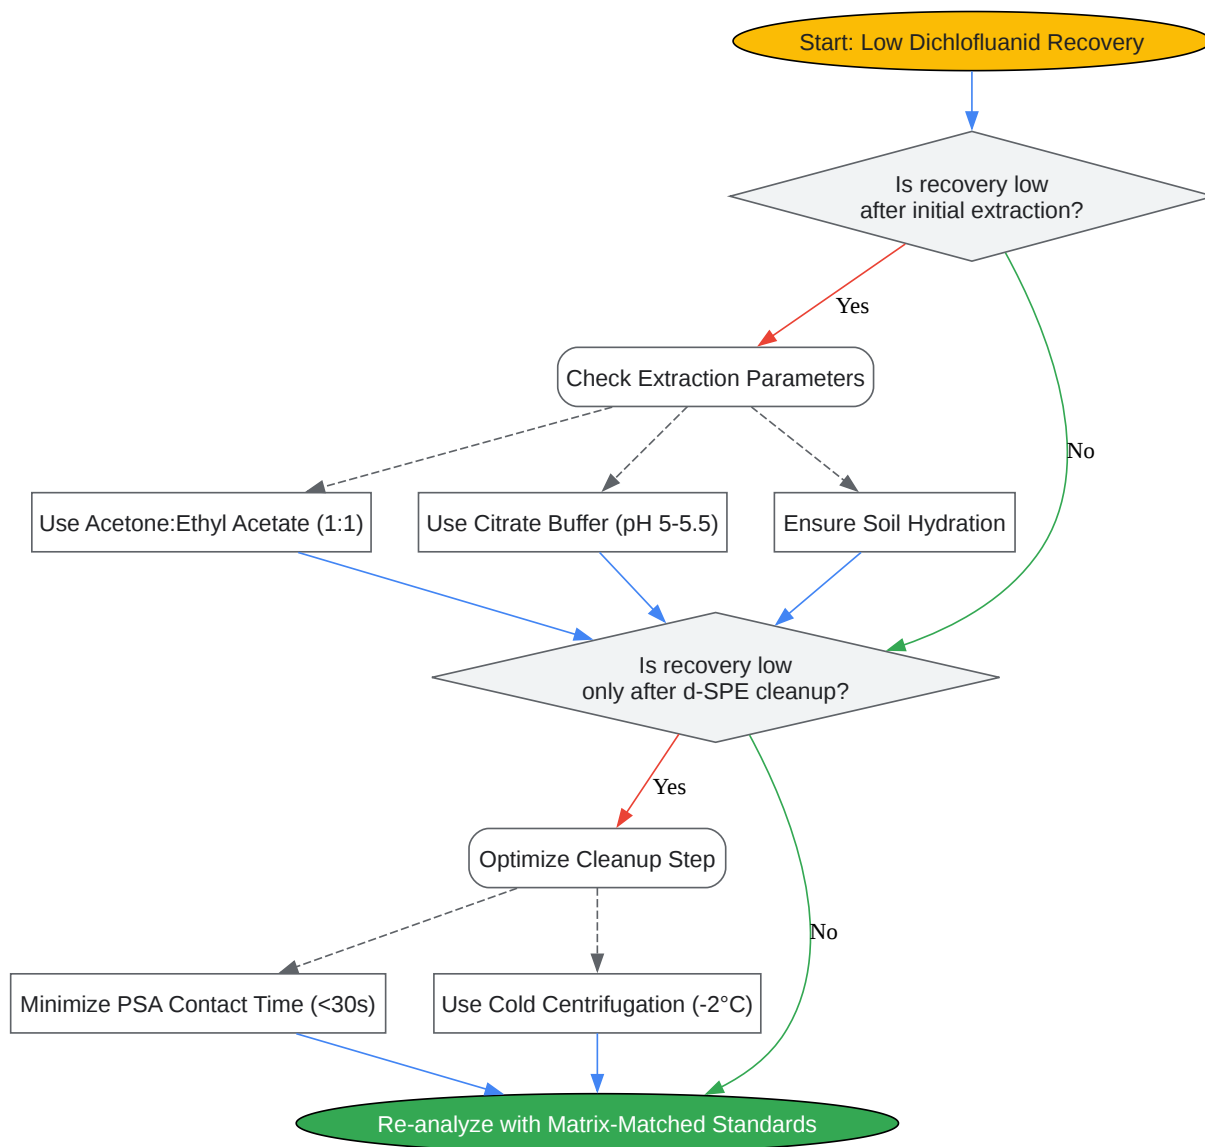 Start: Low Dichlofluanid Recovery
Is recovery low
after initial extraction?
Yes
Check Extraction Parameters
No
Use Acetone:Ethyl Acetate (1:1)
Use Citrate Buffer (pH 5-5.5)
Ensure Soil Hydration
Is recovery low
only after d-SPE cleanup?
Yes
Optimize Cleanup Step
No
Minimize PSA Contact Time (<30s)
Use Cold Centrifugation (-2°C)
Re-analyze with Matrix-Matched Standards